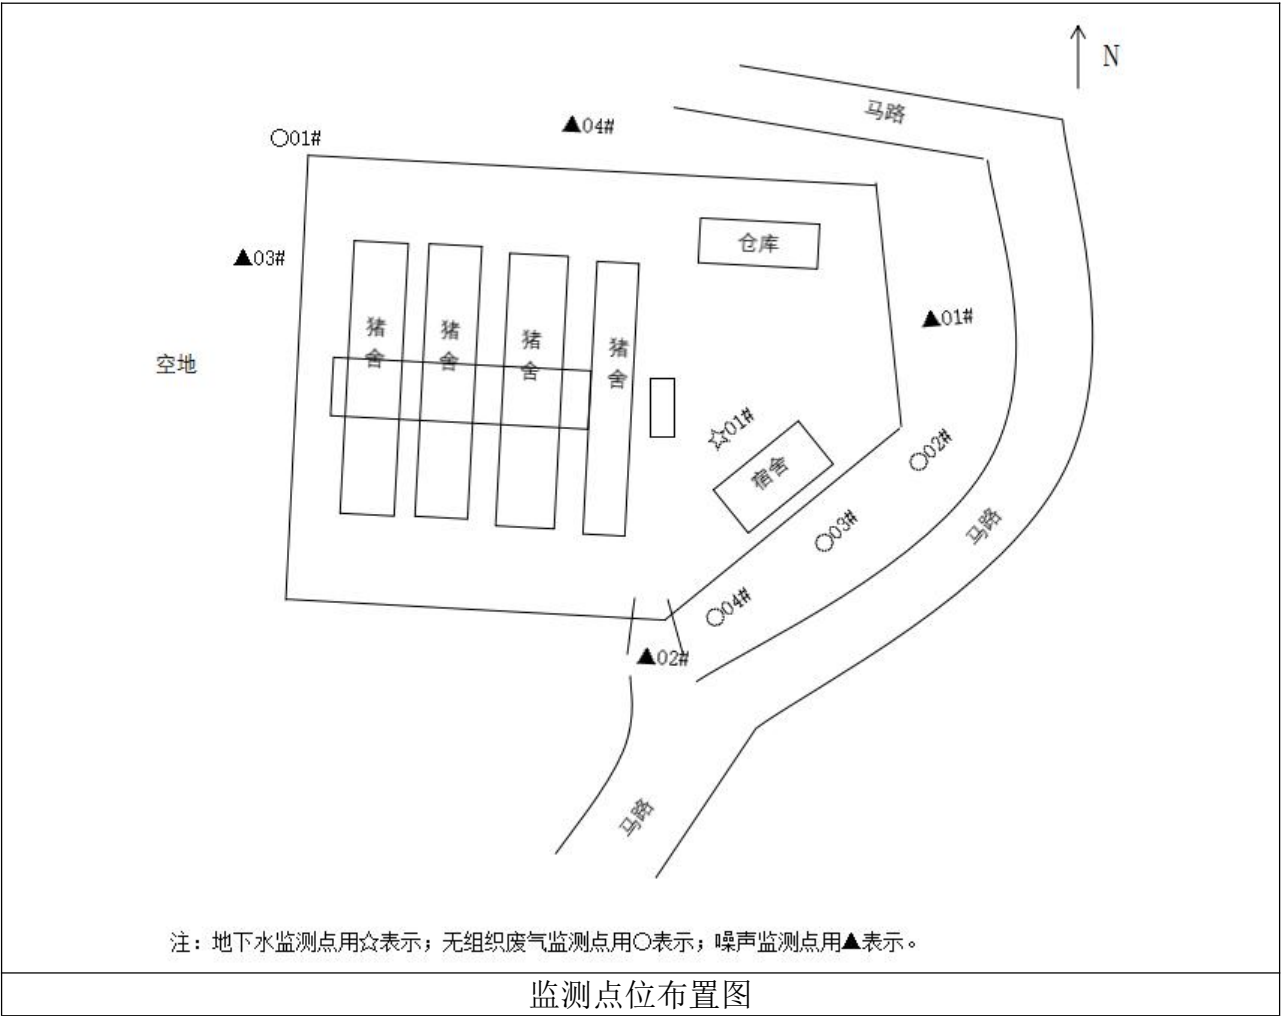 N
马路
▲04#
○01#
仓库
▲03#
▲01#
猪舍
猪舍
猪舍
猪舍
空地
☆01#
○02#
宿舍
○03#
马路
○04#
▲02#
马路
注：地下水监测点用☆表示；无组织废气监测点用○表示；噪声监测点用▲表示。
监测点位布置图